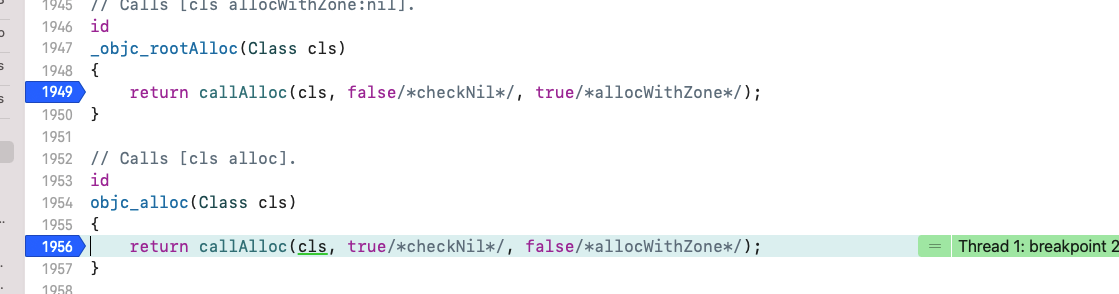 1945 // Calls [cls allocWithZone:nil].
1946 id
1947 _objc_rootAlloc(Class cls)
1948 {
1949 return callAlloc(cls, false/*checkNil*/, true/*allocWithZone*/);
1950 }
1951
1952 // Calls [cls alloc].
1953 id
1954 objc_alloc(Class cls)
1955 {
1956 return callAlloc(cls, true/*checkNil*/, false/*allocWithZone*/); = Thread 1: breakpoint 2
1957 }
1958